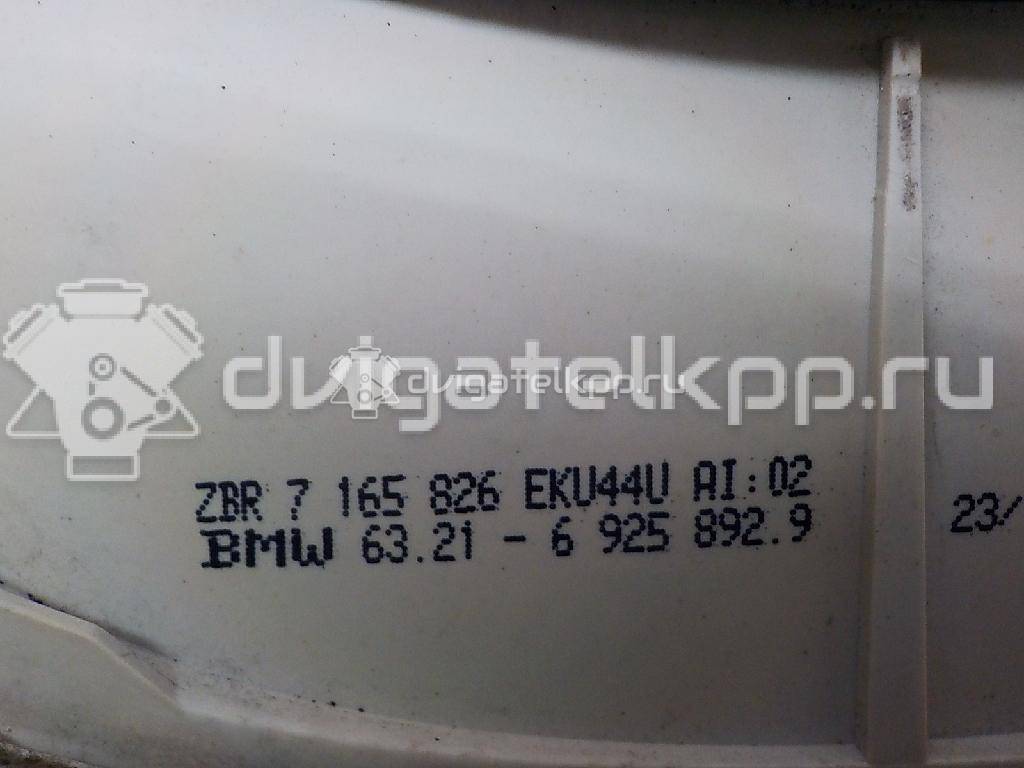 dvigatelkpp.ru
dvigatelkpp.ru
ZBR 7 165 826 EKU44U AI:02
BMW 63.21 - 6 925 892.9
23/